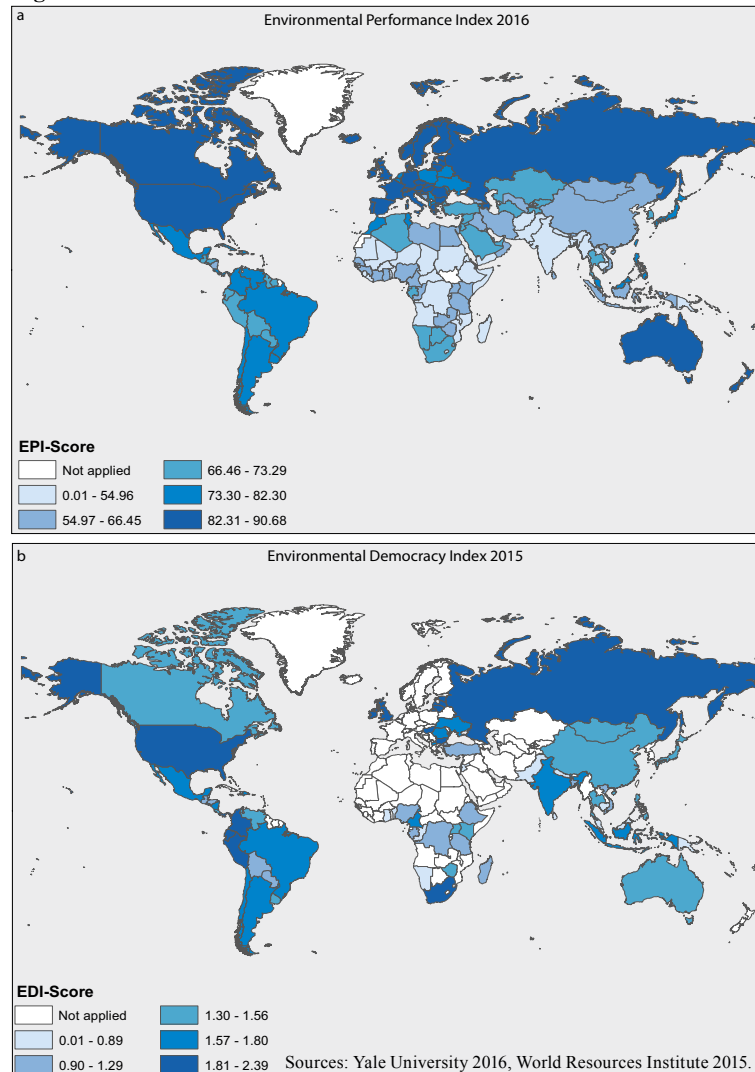 a
Environmental Performance Index 2016
EPI-Score
Not applied
0.01 - 54.96
54.97 - 66.45
66.46 - 73.29
73.30 - 82.30
82.31 - 90.68
b
Environmental Democracy Index 2015
EDI-Score
Not applied
0.01 - 0.89
0.90 - 1.29
1.30 - 1.56
1.57 - 1.80
1.81 - 2.39
Sources: Yale University 2016, World Resources Institute 2015.